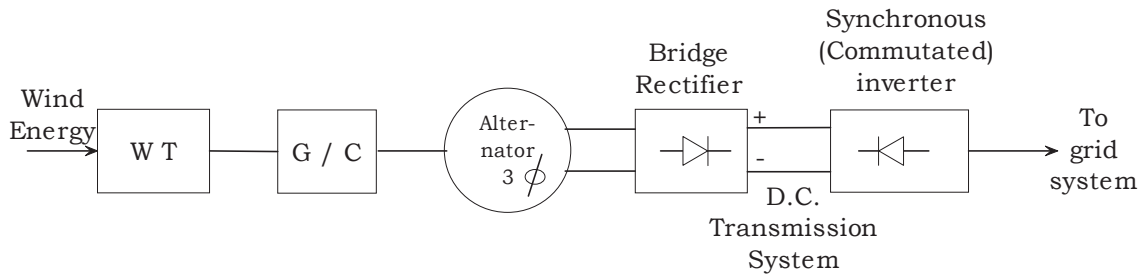 Wind
Energy
W T
G / C
Alter-
nator
3 ϕ
Bridge
Rectifier
+
-
D.C.
Transmission
System
Synchronous
(Commutated)
inverter
To
grid
system